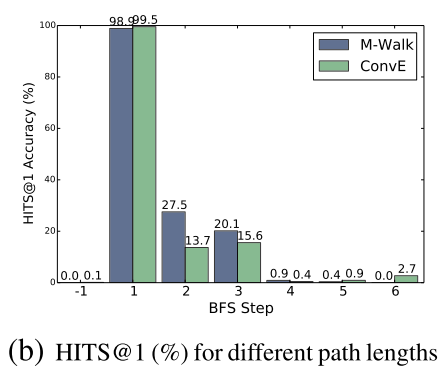 98.9 99.5
M-Walk
ConvE
27.5
13.7
20.1
15.6
0.0 0.1
0.9 0.4
0.4 0.9
0.0 2.7
100
80
60
40
20
0
HITS@1 Accuracy (%)
-1 1 2 3 4 5 6
BFS Step
(b) HITS@1 (%) for different path lengths